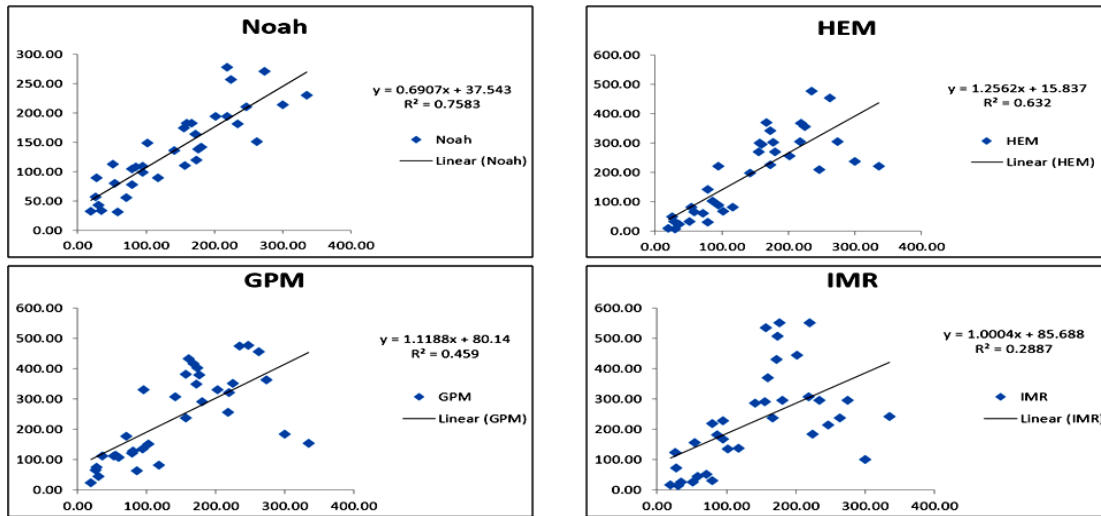 Noah
300.00
250.00
200.00
150.00
100.00
50.00
0.00
0.00 100.00 200.00 300.00 400.00
y = 0.6907x + 37.543
R² = 0.7583
Noah
Linear (Noah)
HEM
600.00
500.00
400.00
300.00
200.00
100.00
0.00
0.00 100.00 200.00 300.00 400.00
y = 1.2562x + 15.837
R² = 0.632
HEM
Linear (HEM)
GPM
600.00
500.00
400.00
300.00
200.00
100.00
0.00
0.00 100.00 200.00 300.00 400.00
y = 1.1188x + 80.14
R² = 0.459
GPM
Linear (GPM)
IMR
600.00
500.00
400.00
300.00
200.00
100.00
0.00
0.00 100.00 200.00 300.00 400.00
y = 1.0004x + 85.688
R² = 0.2887
IMR
Linear (IMR)